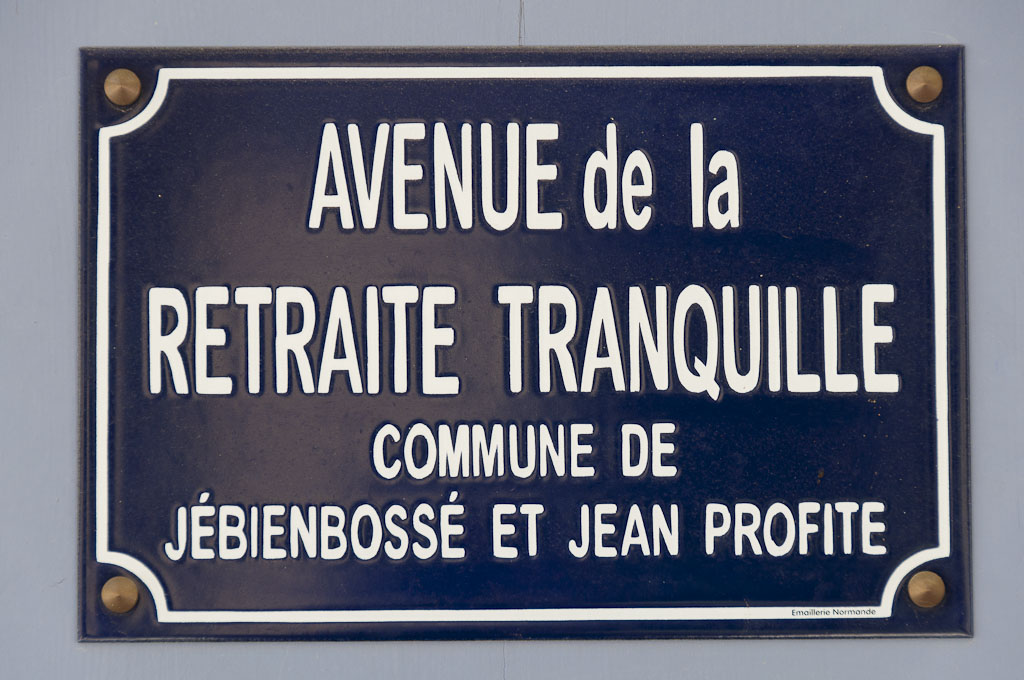 AVENUE de la
RETRAITE TRANQUILLE
COMMUNE DE
JÉBIENBOSSÉ ET JEAN PROFITE
Emaillerie Normande